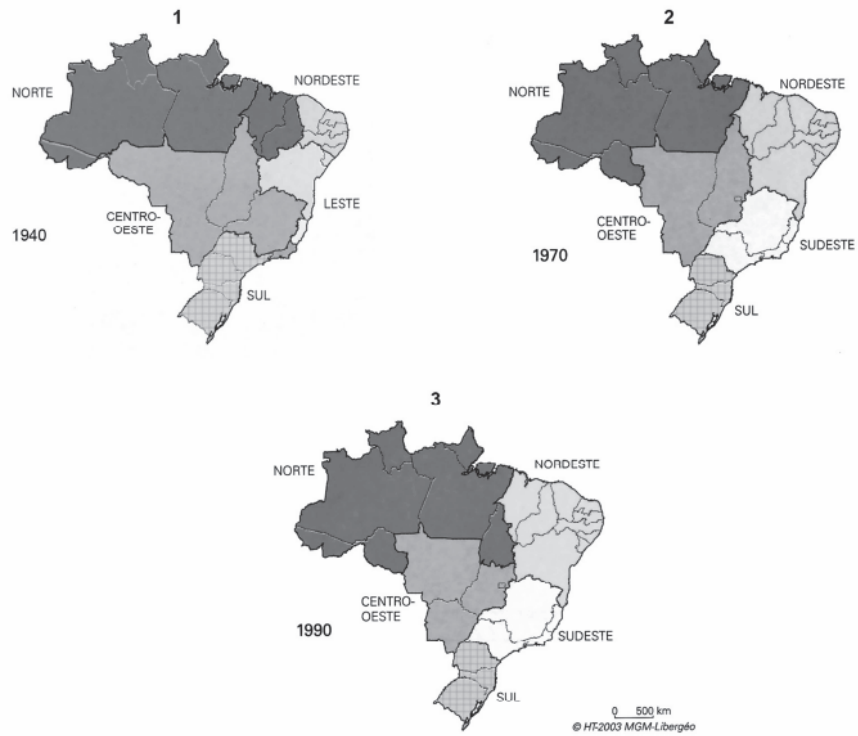 1
NORTE
NORDESTE
LESTE
CENTRO-
OESTE
1940
SUL
2
NORTE
NORDESTE
CENTRO-
OESTE
SUDESTE
1970
SUL
3
NORTE
NORDESTE
CENTRO-
OESTE
1990
SUDESTE
SUL
0 500 km
© HT-2003 MGM-Libergéo